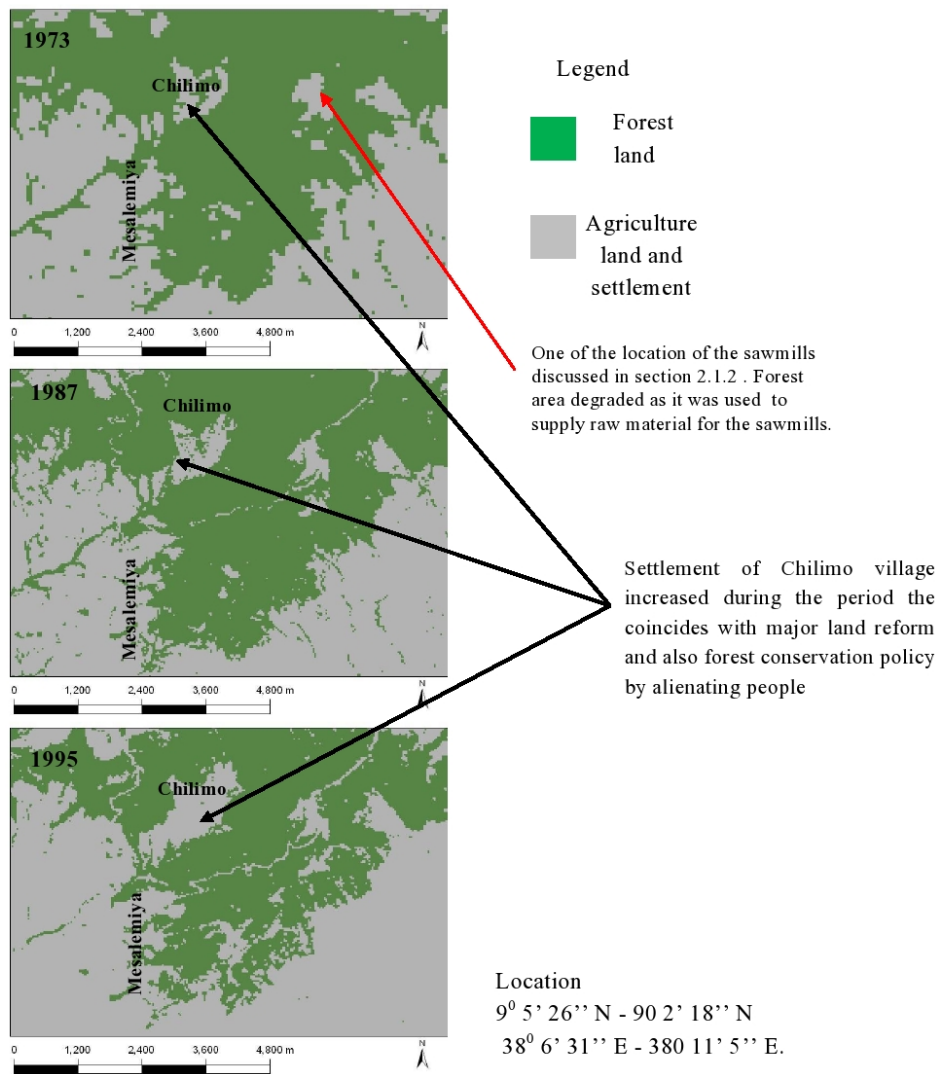 1973
Chilimo
Mesalemiya
0 1,200 2,400 3,600 4,800 m
N
Legend
Forest
land
Agriculture
land and
settlement
One of the location of the sawmills
discussed in section 2.1.2 . Forest
area degraded as it was used to
supply raw material for the sawmills.
1987
Chilimo
Mesalemiya
0 1,200 2,400 3,600 4,800 m
N
Settlement of Chilimo village
increased during the period the
coincides with major land reform
and also forest conservation policy
by alienating people
1995
Chilimo
Mesalemiya
0 1,200 2,400 3,600 4,800 m
N
Location
9⁰ 5’ 26’’ N - 90 2’ 18’’ N
38⁰ 6’ 31’’ E - 380 11’ 5’’ E.